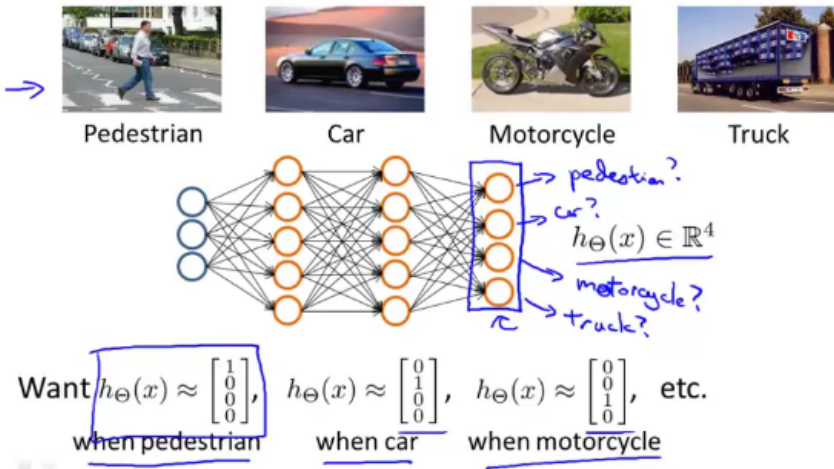 Pedestrian Car Motorcycle Truck
pedestrian?
car?
hΘ(x) ∈ ℝ⁴
motorcycle?
truck?
Want hΘ(x) ≈ [1 0 0 0], hΘ(x) ≈ [0 1 0 0], hΘ(x) ≈ [0 0 1 0], etc.
when pedestrian when car when motorcycle